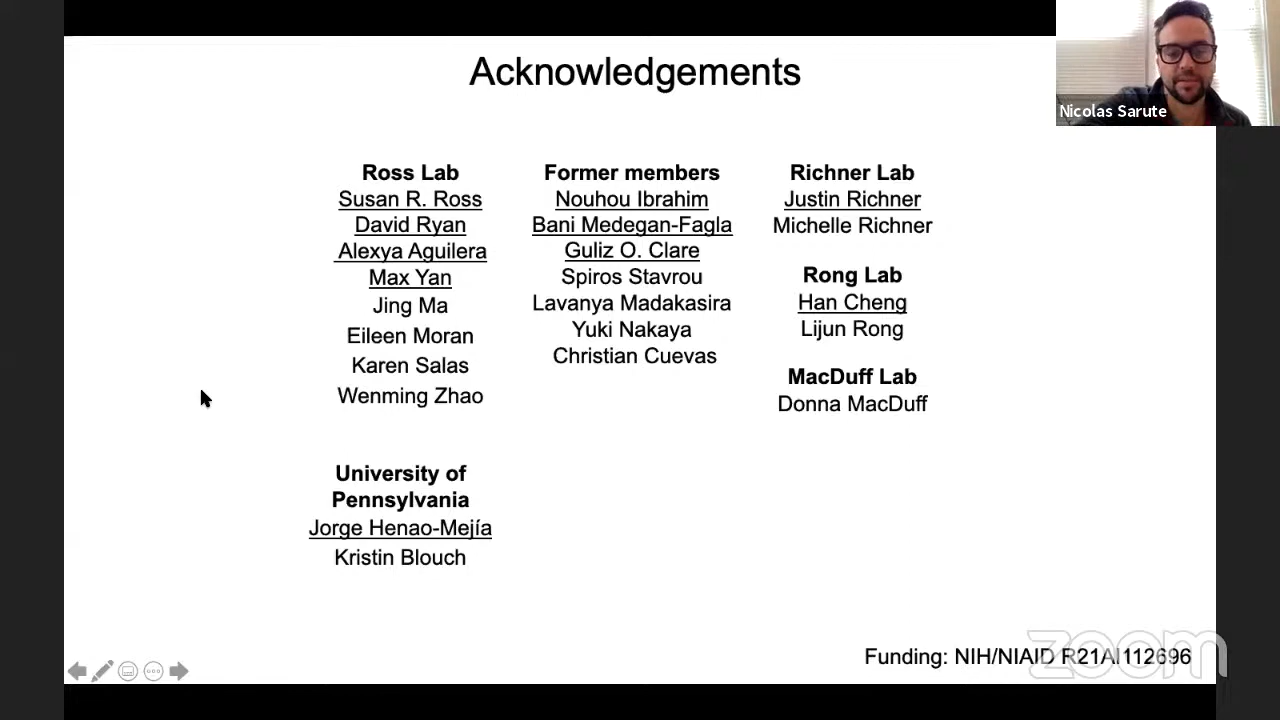 Acknowledgements
Nicolas Sarute
Ross Lab
Susan R. Ross
David Ryan
Alexya Aguilera
Max Yan
Jing Ma
Eileen Moran
Karen Salas
Wenming Zhao
Former members
Nouhou Ibrahim
Bani Medegan-Fagla
Guliz O. Clare
Spiros Stavrou
Lavanya Madakasira
Yuki Nakaya
Christian Cuevas
Richner Lab
Justin Richner
Michelle Richner
Rong Lab
Han Cheng
Lijun Rong
MacDuff Lab
Donna MacDuff
University of
Pennsylvania
Jorge Henao-Mejía
Kristin Blouch
Funding: NIH/NIAID R21AI112696
zoom